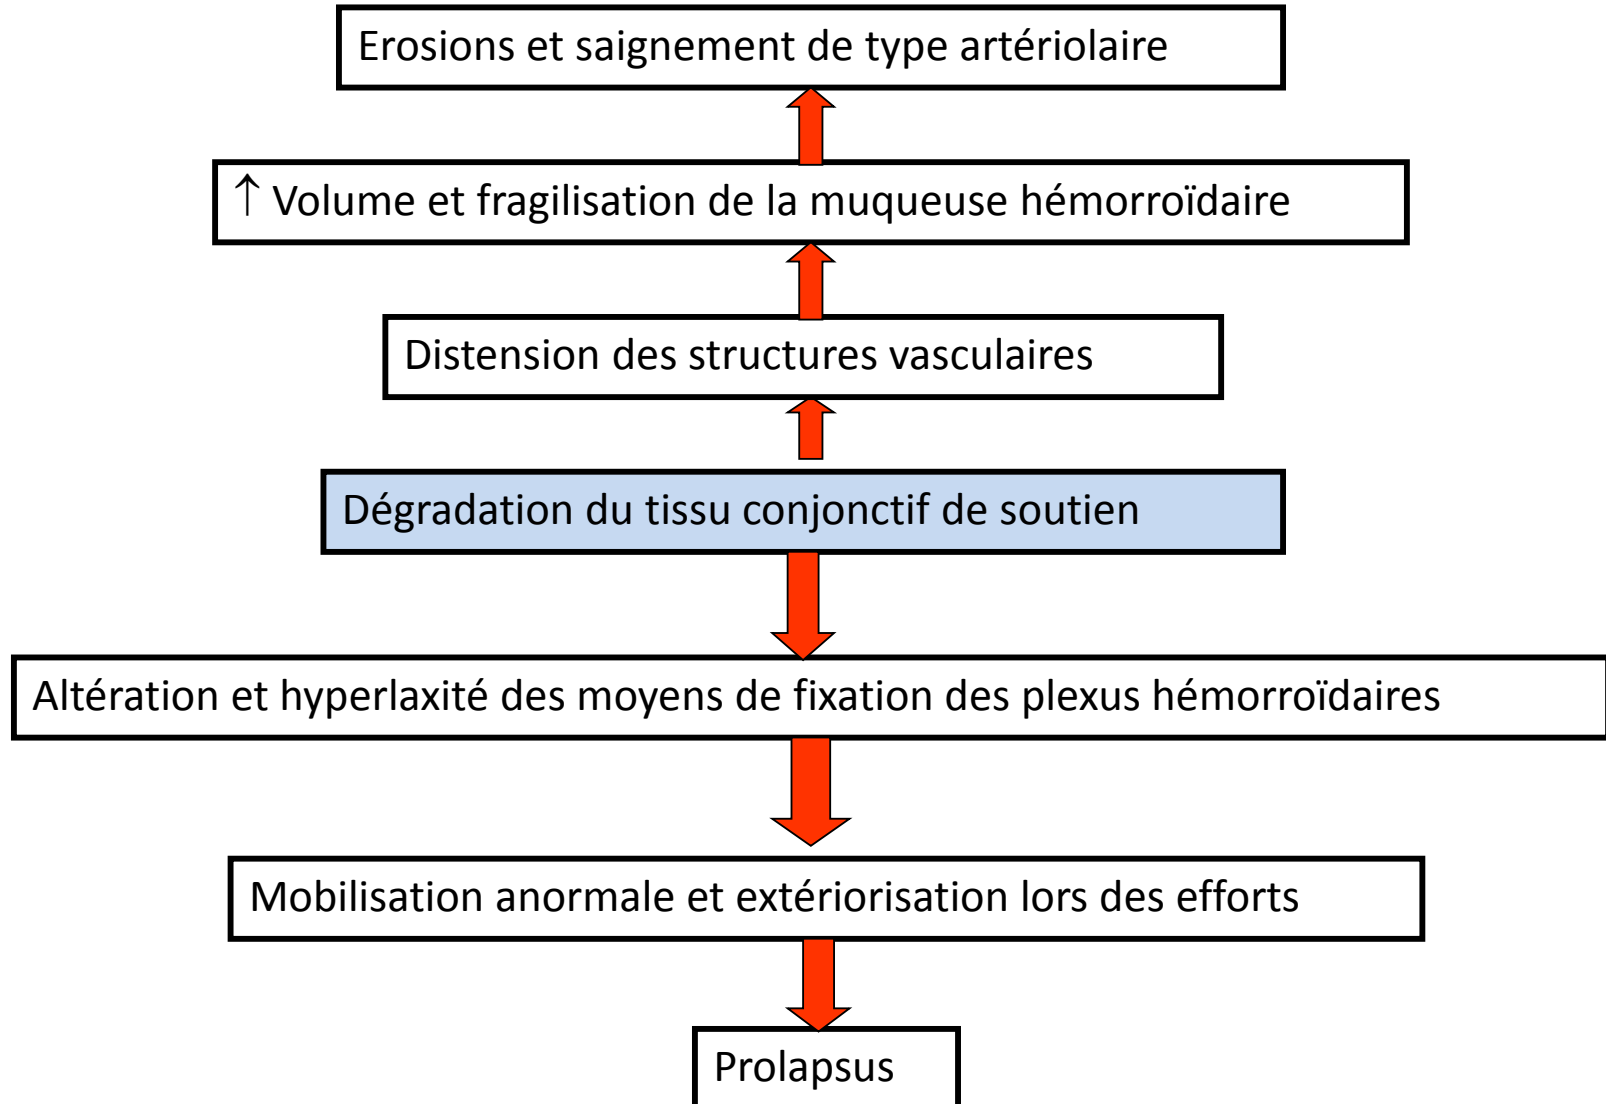 Erosions et saignement de type artériolaire
↑ Volume et fragilisation de la muqueuse hémorroïdaire
Distension des structures vasculaires
Dégradation du tissu conjonctif de soutien
Altération et hyperlaxité des moyens de fixation des plexus hémorroïdaires
Mobilisation anormale et extériorisation lors des efforts
Prolapsus